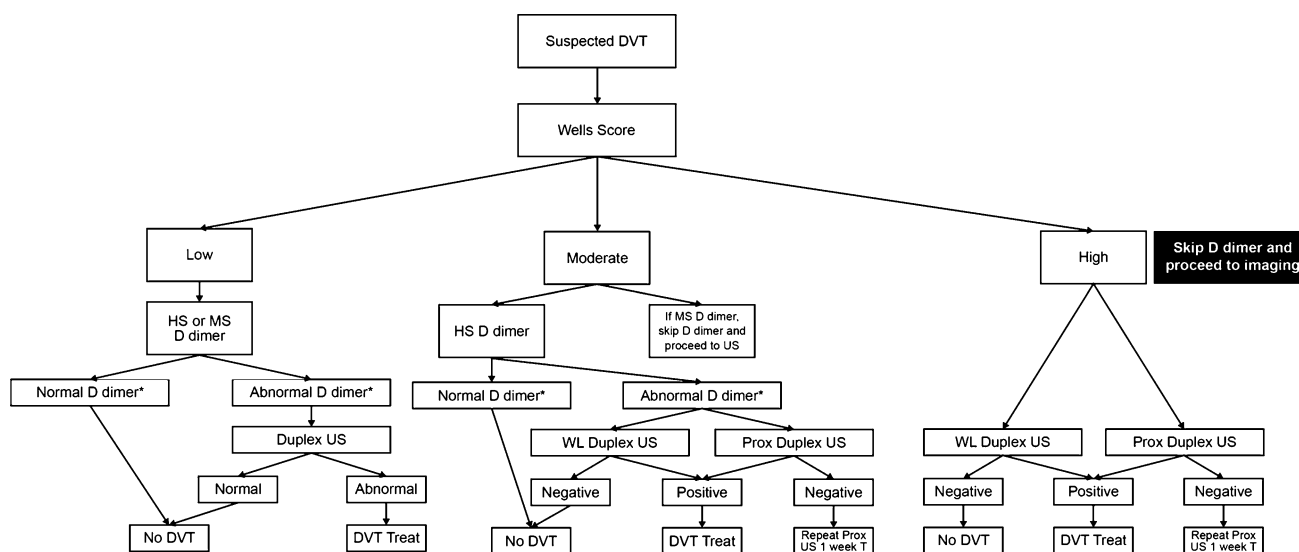 Suspected DVT
Wells Score
Low
Moderate
High
Skip D dimer and
proceed to imaging
HS or MS
D dimer
HS D dimer
If MS D dimer,
skip D dimer and
proceed to US
Normal D dimer*
Abnormal D dimer*
Normal D dimer*
Abnormal D dimer*
Duplex US
WL Duplex US
Prox Duplex US
WL Duplex US
Prox Duplex US
Normal
Abnormal
Negative
Positive
Negative
Negative
Positive
Negative
No DVT
DVT Treat
No DVT
DVT Treat
Repeat Prox
US 1 week T
No DVT
DVT Treat
Repeat Prox
US 1 week T